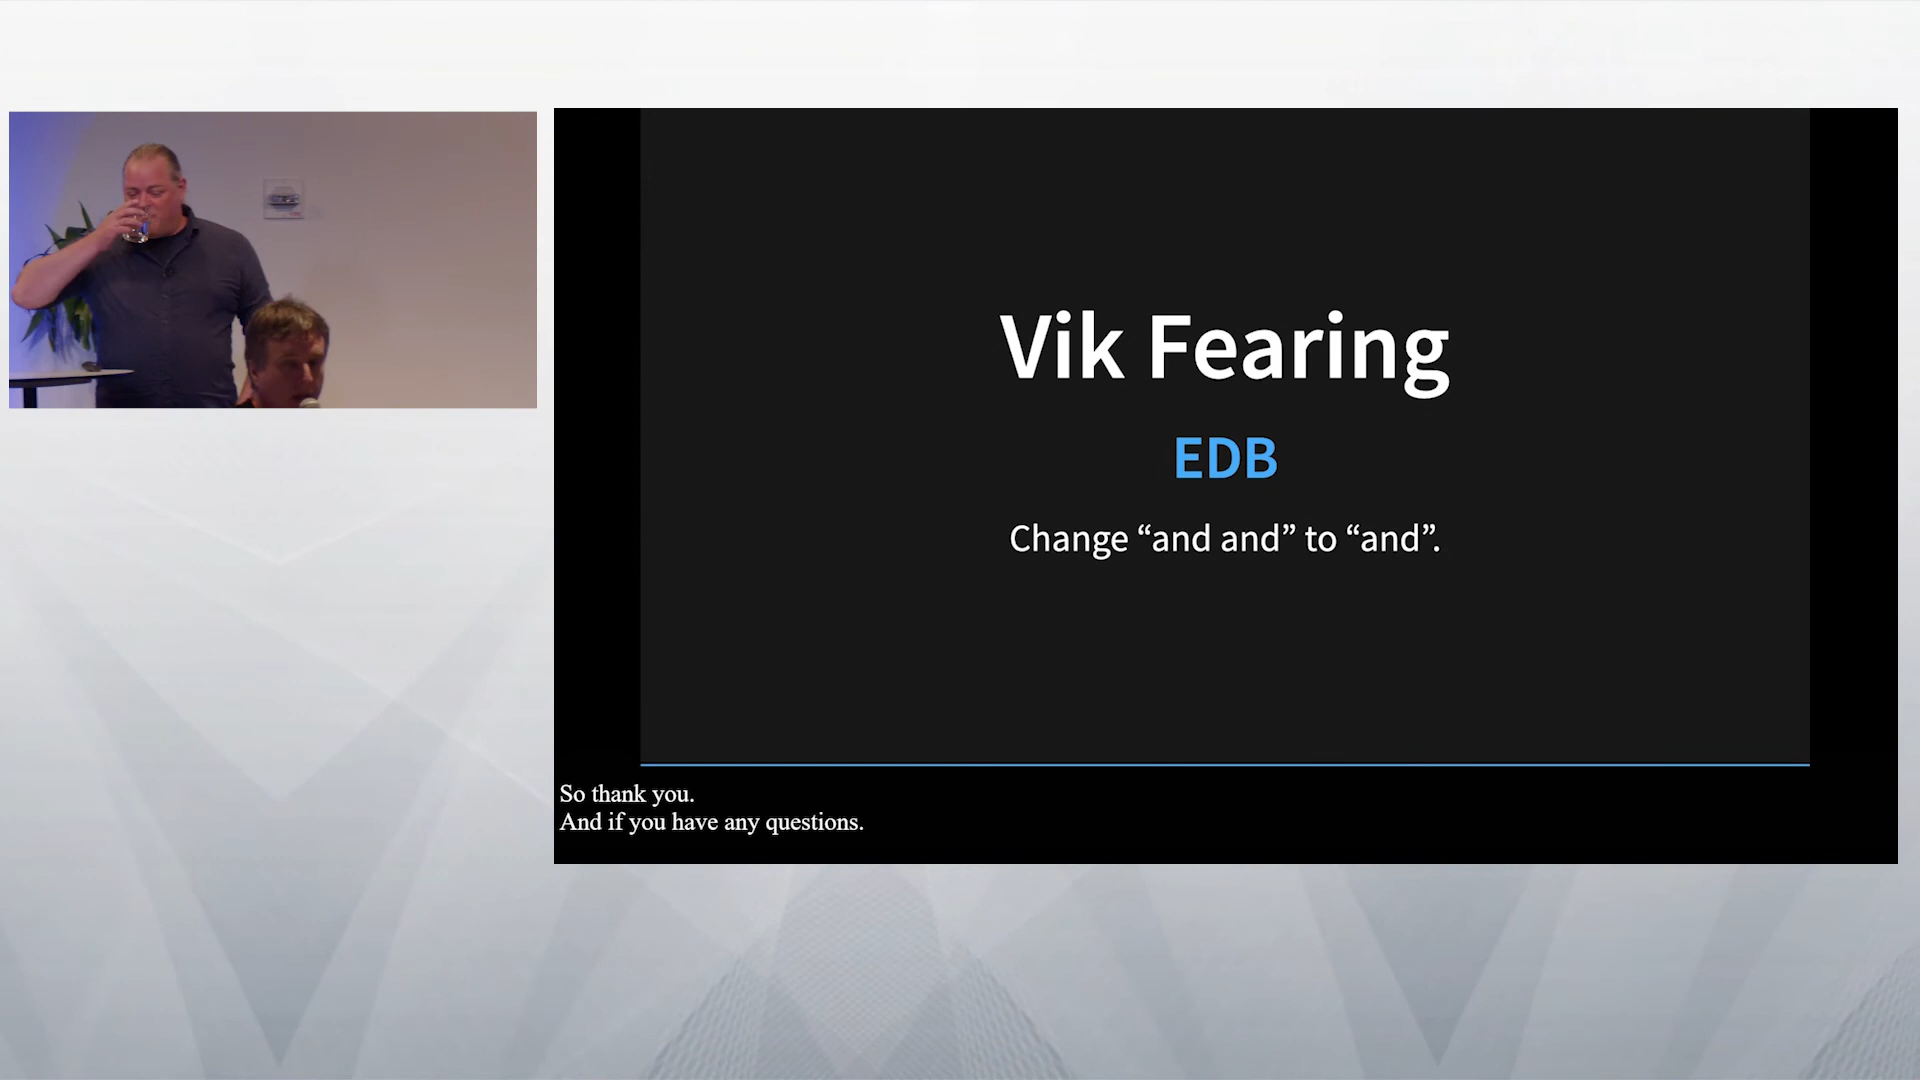 Vik Fearing
EDB
Change “and and” to “and”.
So thank you.
And if you have any questions.